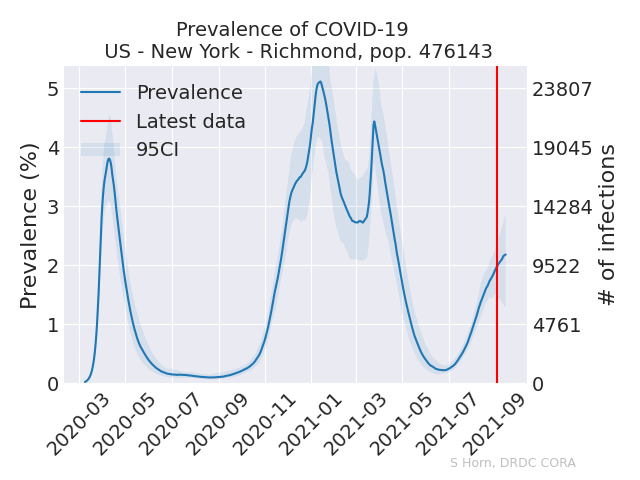 Prevalence of COVID-19
US - New York - Richmond, pop. 476143
Prevalence
Latest data
95CI
Prevalence (%)
5
4
3
2
1
0
23807
19045
14284
9522
4761
0
# of infections
2020-03
2020-05
2020-07
2020-09
2020-11
2021-01
2021-03
2021-05
2021-07
2021-09
S Horn, DRDC CORA